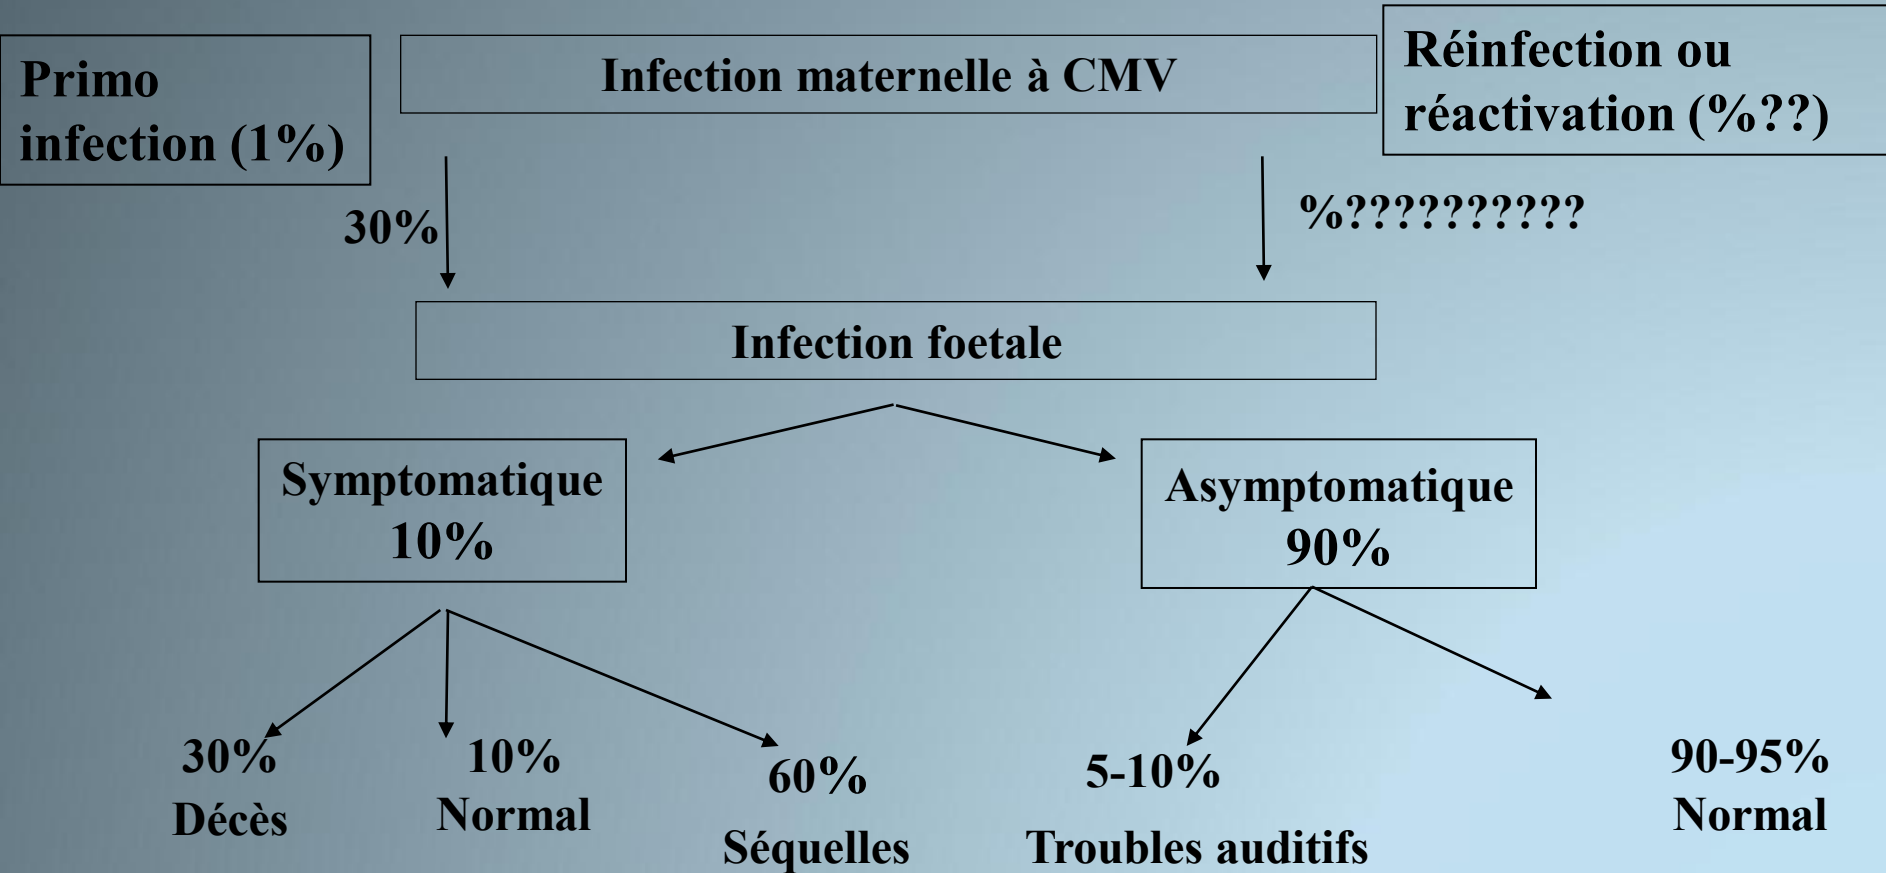 Primo
infection (1%)
Infection maternelle à CMV
Réinfection ou
réactivation (%??)
30%
%??????????
Infection foetale
Symptomatique
10%
Asymptomatique
90%
30%
Décès
10%
Normal
60%
Séquelles
5-10%
Troubles auditifs
90-95%
Normal